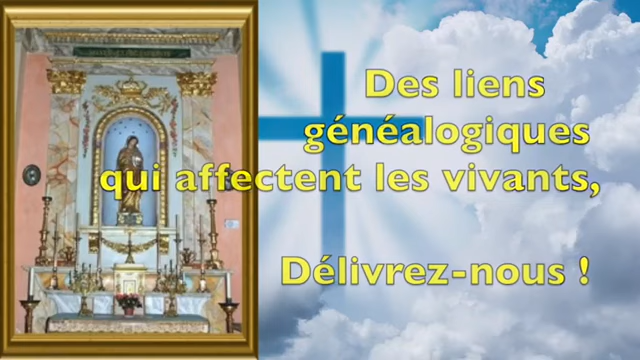 Des liens
généalogiques
qui affectent les vivants,
Délivrez-nous !